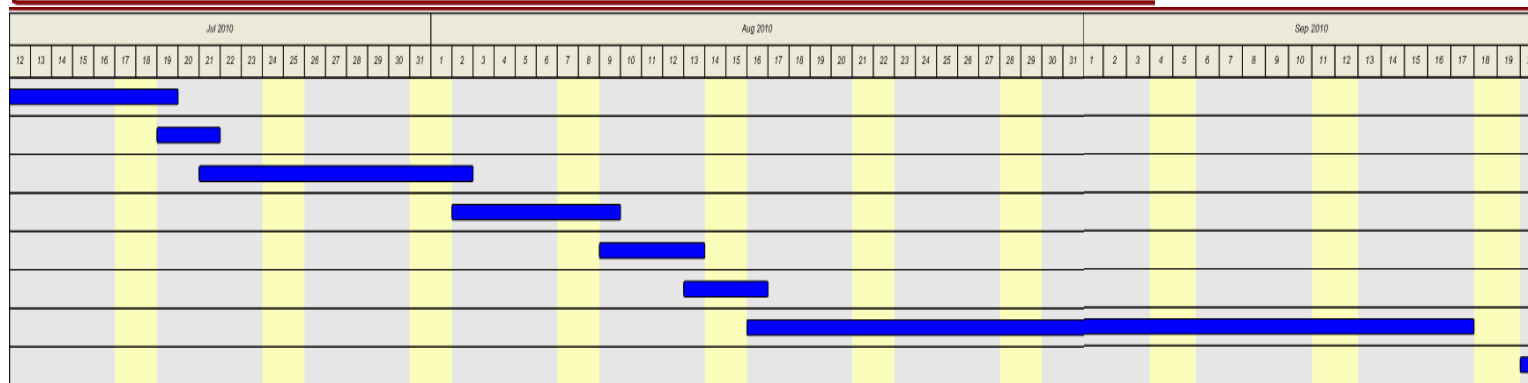 Jul 2010 Aug 2010 Sep 2010
12 13 14 15 16 17 18 19 20 21 22 23 24 25 26 27 28 29 30 31 1 2 3 4 5 6 7 8 9 10 11 12 13 14 15 16 17 18 19 20 21 22 23 24 25 26 27 28 29 30 31 1 2 3 4 5 6 7 8 9 10 11 12 13 14 15 16 17 18 19